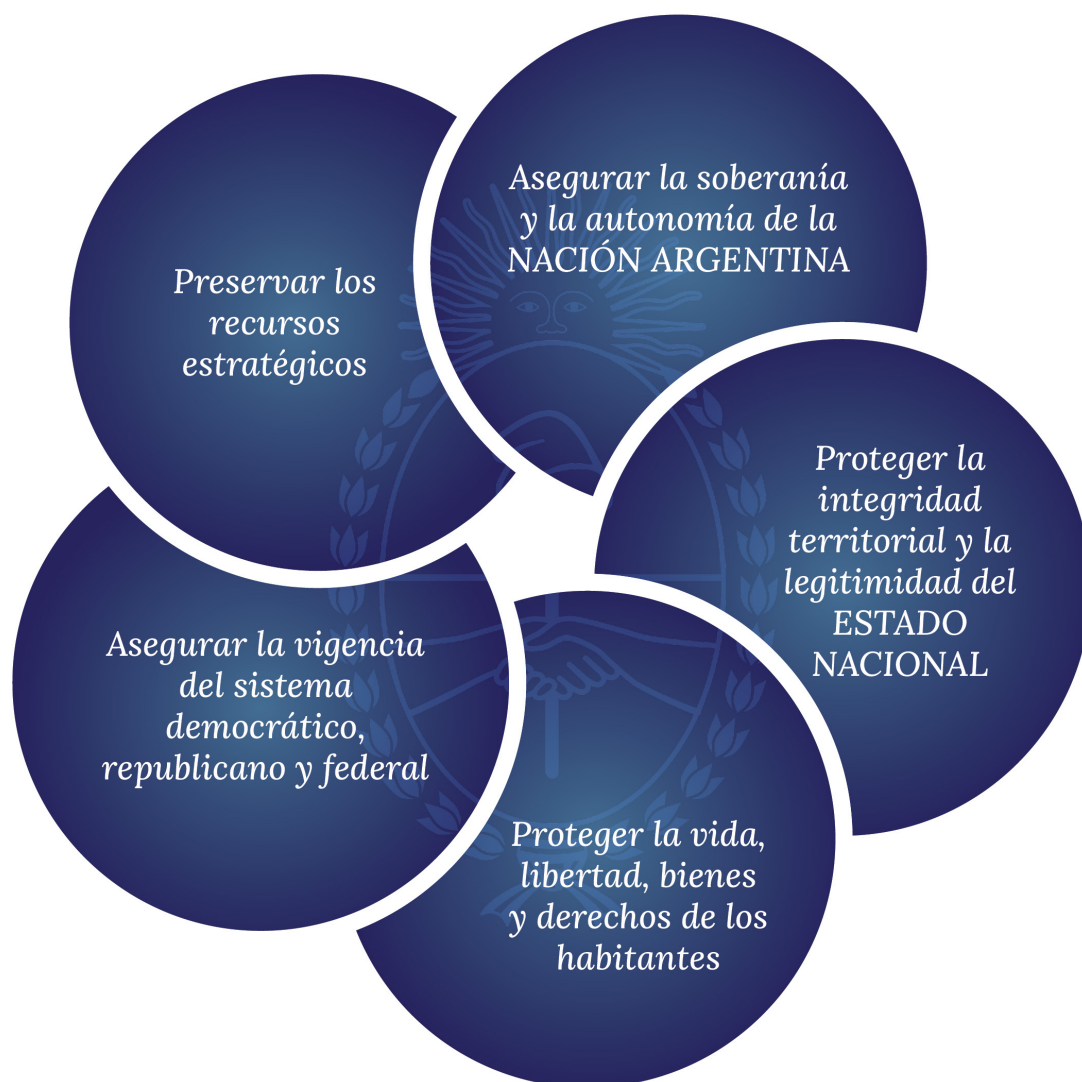 Asegurar la soberanía
y la autonomía de la
NACIÓN ARGENTINA
Proteger la
integridad
territorial y la
legitimidad del
ESTADO
NACIONAL
Proteger la vida,
libertad, bienes
y derechos de los
habitantes
Asegurar la vigencia
del sistema
democrático,
republicano y federal
Preservar los
recursos
estratégicos